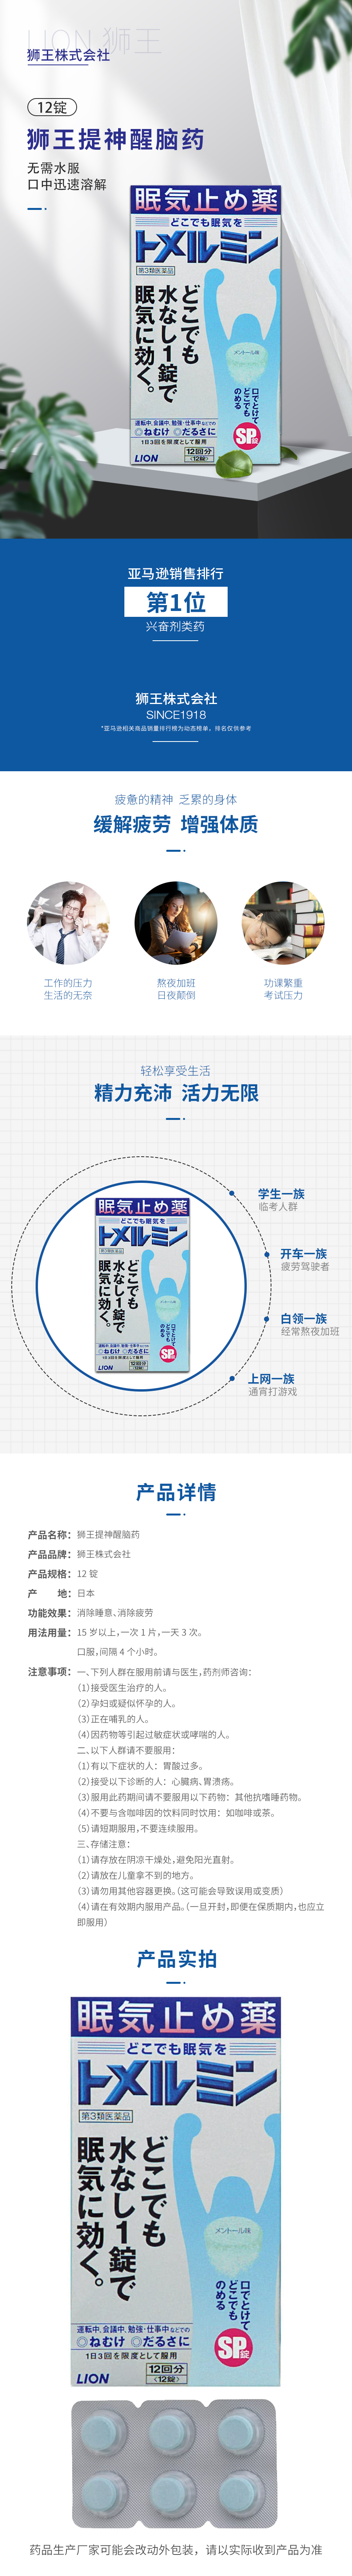 LION 狮王
狮王株式会社
12锭
狮王提神醒脑药
无需水服
口中迅速溶解
眠気止め薬
どこでも眠気を
トメルミン
第3類医薬品
どこでも
水なし1錠で
眠気に効く。
メントール味
口でとけて
どこでも
のめる
SP錠
運転中、会議中、勉強・仕事中などでの
ねむけ だるさに
1日3回を限度として服用
LION
12回分
〈12錠〉
亚马逊销售排行
第1位
兴奋剂类药
狮王株式会社
SINCE1918
*亚马逊相关商品销量排行榜为动态榜单，排名仅供参考
疲惫的精神 乏累的身体
缓解疲劳 增强体质
工作的压力
生活的无奈
熬夜加班
日夜颠倒
功课繁重
考试压力
轻松享受生活
精力充沛 活力无限
眠気止め薬
どこでも眠気を
トメルミン
第3類医薬品
どこでも
水なし1錠で
眠気に効く。
メントール味
口でとけて
どこでも
のめる
SP錠
運転中、会議中、勉強・仕事中などでの
ねむけ だるさに
1日3回を限度として服用
LION
12回分
〈12錠〉
学生一族
临考人群
开车一族
疲劳驾驶者
白领一族
经常熬夜加班
上网一族
通宵打游戏
产品详情
产品名称：狮王提神醒脑药
产品品牌：狮王株式会社
产品规格：12 锭
产 地：日本
功能效果：消除睡意、消除疲劳
用法用量：15 岁以上，一次 1 片，一天 3 次。
口服，间隔 4 个小时。
注意事项：一、下列人群在服用前请与医生，药剂师咨询：
（1）接受医生治疗的人。
（2）孕妇或疑似怀孕的人。
（3）正在哺乳的人。
（4）因药物等引起过敏症状或哮喘的人。
二、以下人群请不要服用：
（1）有以下症状的人：胃酸过多。
（2）接受以下诊断的人：心臓病、胃溃疡。
（3）服用此药期间请不要服用以下药物：其他抗嗜睡药物。
（4）不要与含咖啡因的饮料同时饮用：如咖啡或茶。
（5）请短期服用，不要连续服用。
三、存储注意：
（1）请存放在阴凉干燥处，避免阳光直射。
（2）请放在儿童拿不到的地方。
（3）请勿用其他容器更换。（这可能会导致误用或变质）
（4）请在有效期内服用产品。（一旦开封，即便在保质期内，也应立
即服用）
产品实拍
眠気止め薬
どこでも眠気を
トメルミン
第3類医薬品
どこでも
水なし1錠で
眠気に効く。
メントール味
口でとけて
どこでも
のめる
SP錠
運転中、会議中、勉強・仕事中などでの
ねむけ だるさに
1日3回を限度として服用
LION
12回分
〈12錠〉
药品生产厂家可能会改动外包装，请以实际收到产品为准